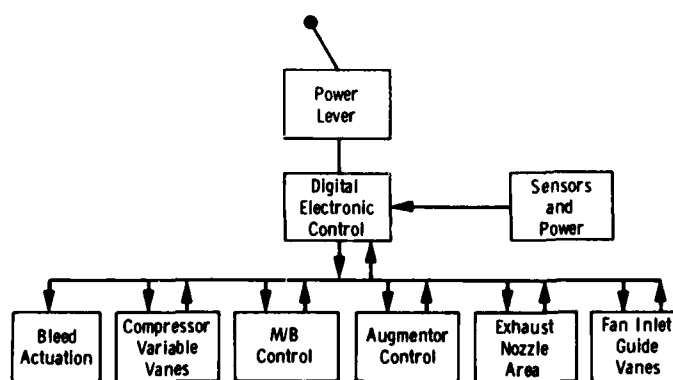 Power
Lever
Digital
Electronic
Control
Sensors
and
Power
Bleed
Actuation
Compressor
Variable
Vanes
M/B
Control
Augmentor
Control
Exhaust
Nozzle
Area
Fan Inlet
Guide
Vanes